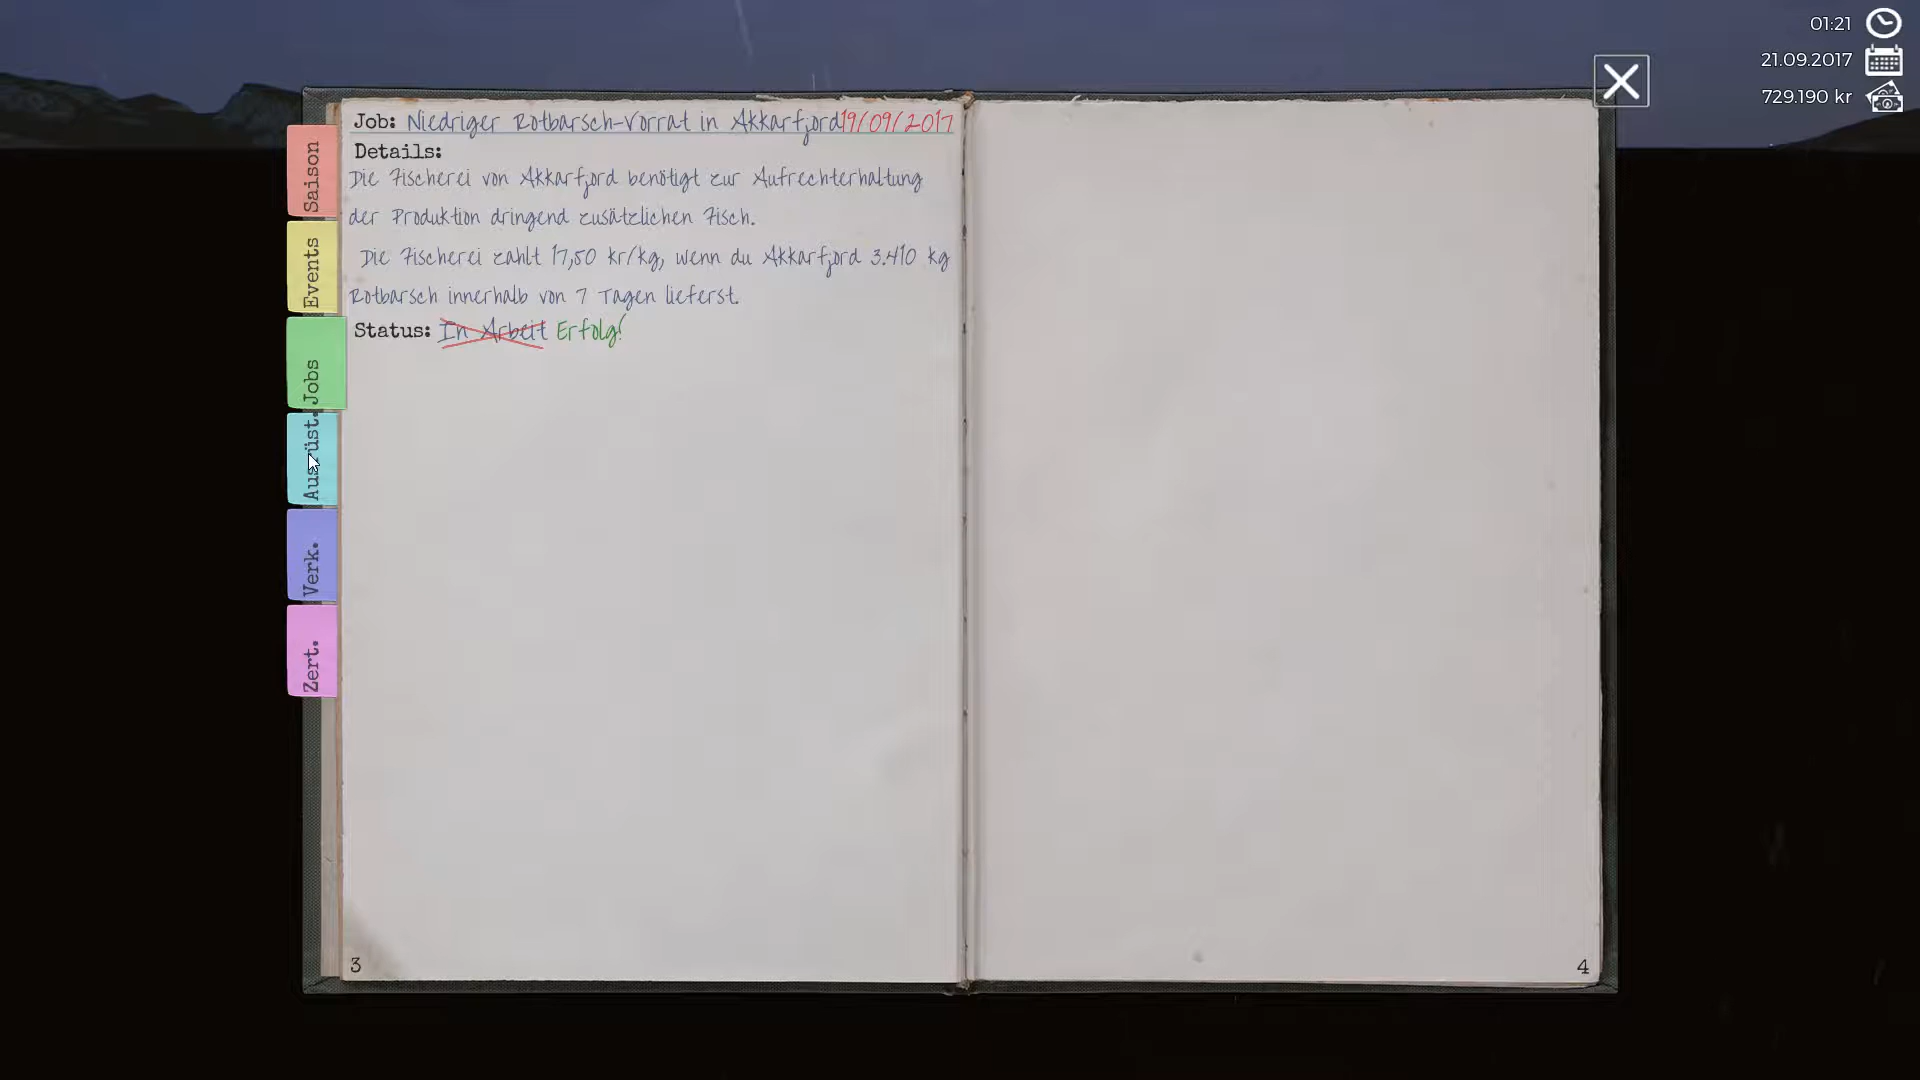 01:21
21.09.2017
729.190 kr
Job: Niedriger Rotbarsch-Vorrat in Akkarfjord 19/09/2017
Details:
Die Fischerei von Akkarfjord benötigt zur Aufrechterhaltung
der Produktion dringend zusätzlichen Fisch.
Die Fischerei zahlt 17,50 kr/kg, wenn du Akkarfjord 3.410 kg
Rotbarsch innerhalb von 7 Tagen lieferst.
Status: In Arbeit Erfolg!
Saison
Events
Jobs
Ausrüst.
Verk.
Zert.
3
4